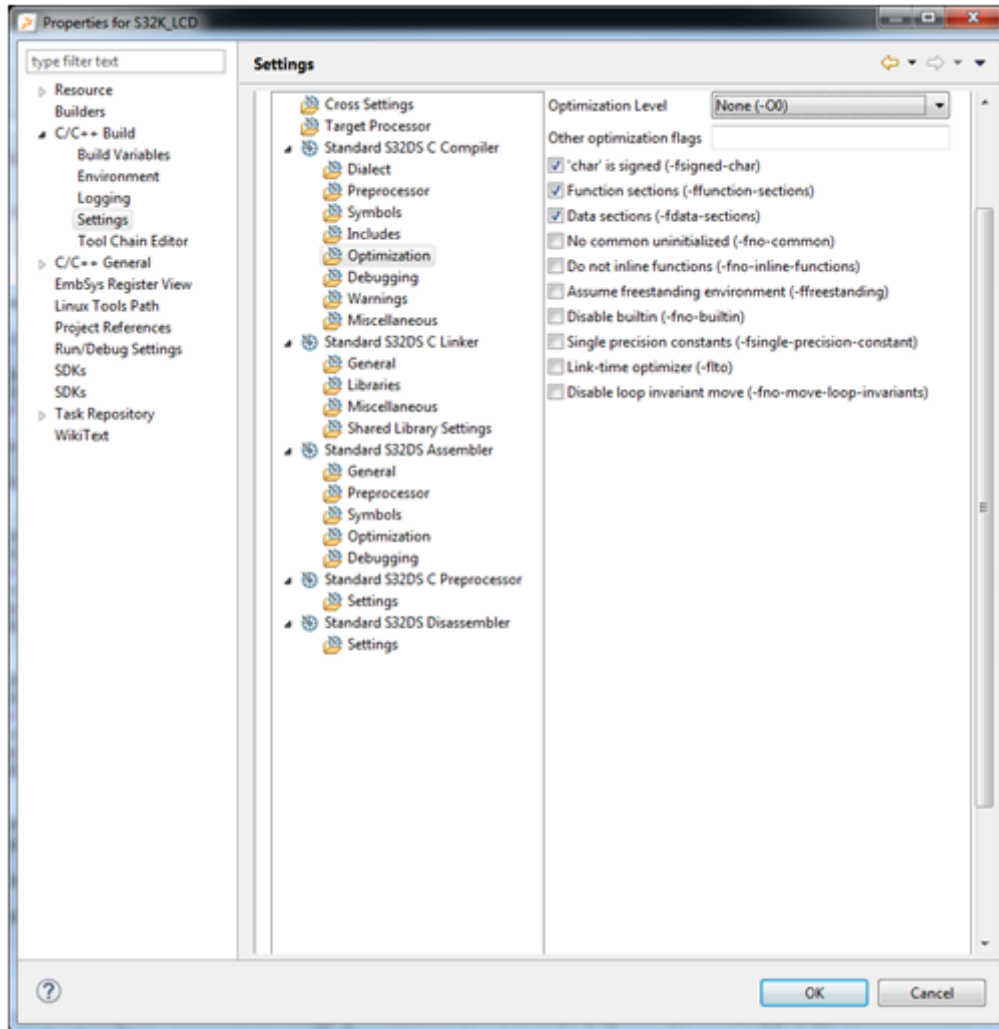 Properties for S32K_LCD
type filter text
Resource
Builders
C/C++ Build
Build Variables
Environment
Logging
Settings
Tool Chain Editor
C/C++ General
EmbSys Register View
Linux Tools Path
Project References
Run/Debug Settings
SDKs
SDKs
Task Repository
WikiText
Settings
Cross Settings
Target Processor
Standard S32DS C Compiler
Dialect
Preprocessor
Symbols
Includes
Optimization
Debugging
Warnings
Miscellaneous
Standard S32DS C Linker
General
Libraries
Miscellaneous
Shared Library Settings
Standard S32DS Assembler
General
Preprocessor
Symbols
Optimization
Debugging
Standard S32DS C Preprocessor
Settings
Standard S32DS Disassembler
Settings
Optimization Level None (-O0)
Other optimization flags
'char' is signed (-fsigned-char)
Function sections (-ffunction-sections)
Data sections (-fdata-sections)
No common uninitialized (-fno-common)
Do not inline functions (-fno-inline-functions)
Assume freestanding environment (-ffreestanding)
Disable builtin (-fno-builtin)
Single precision constants (-fsingle-precision-constant)
Link-time optimizer (-flto)
Disable loop invariant move (-fno-move-loop-invariants)
OK
Cancel